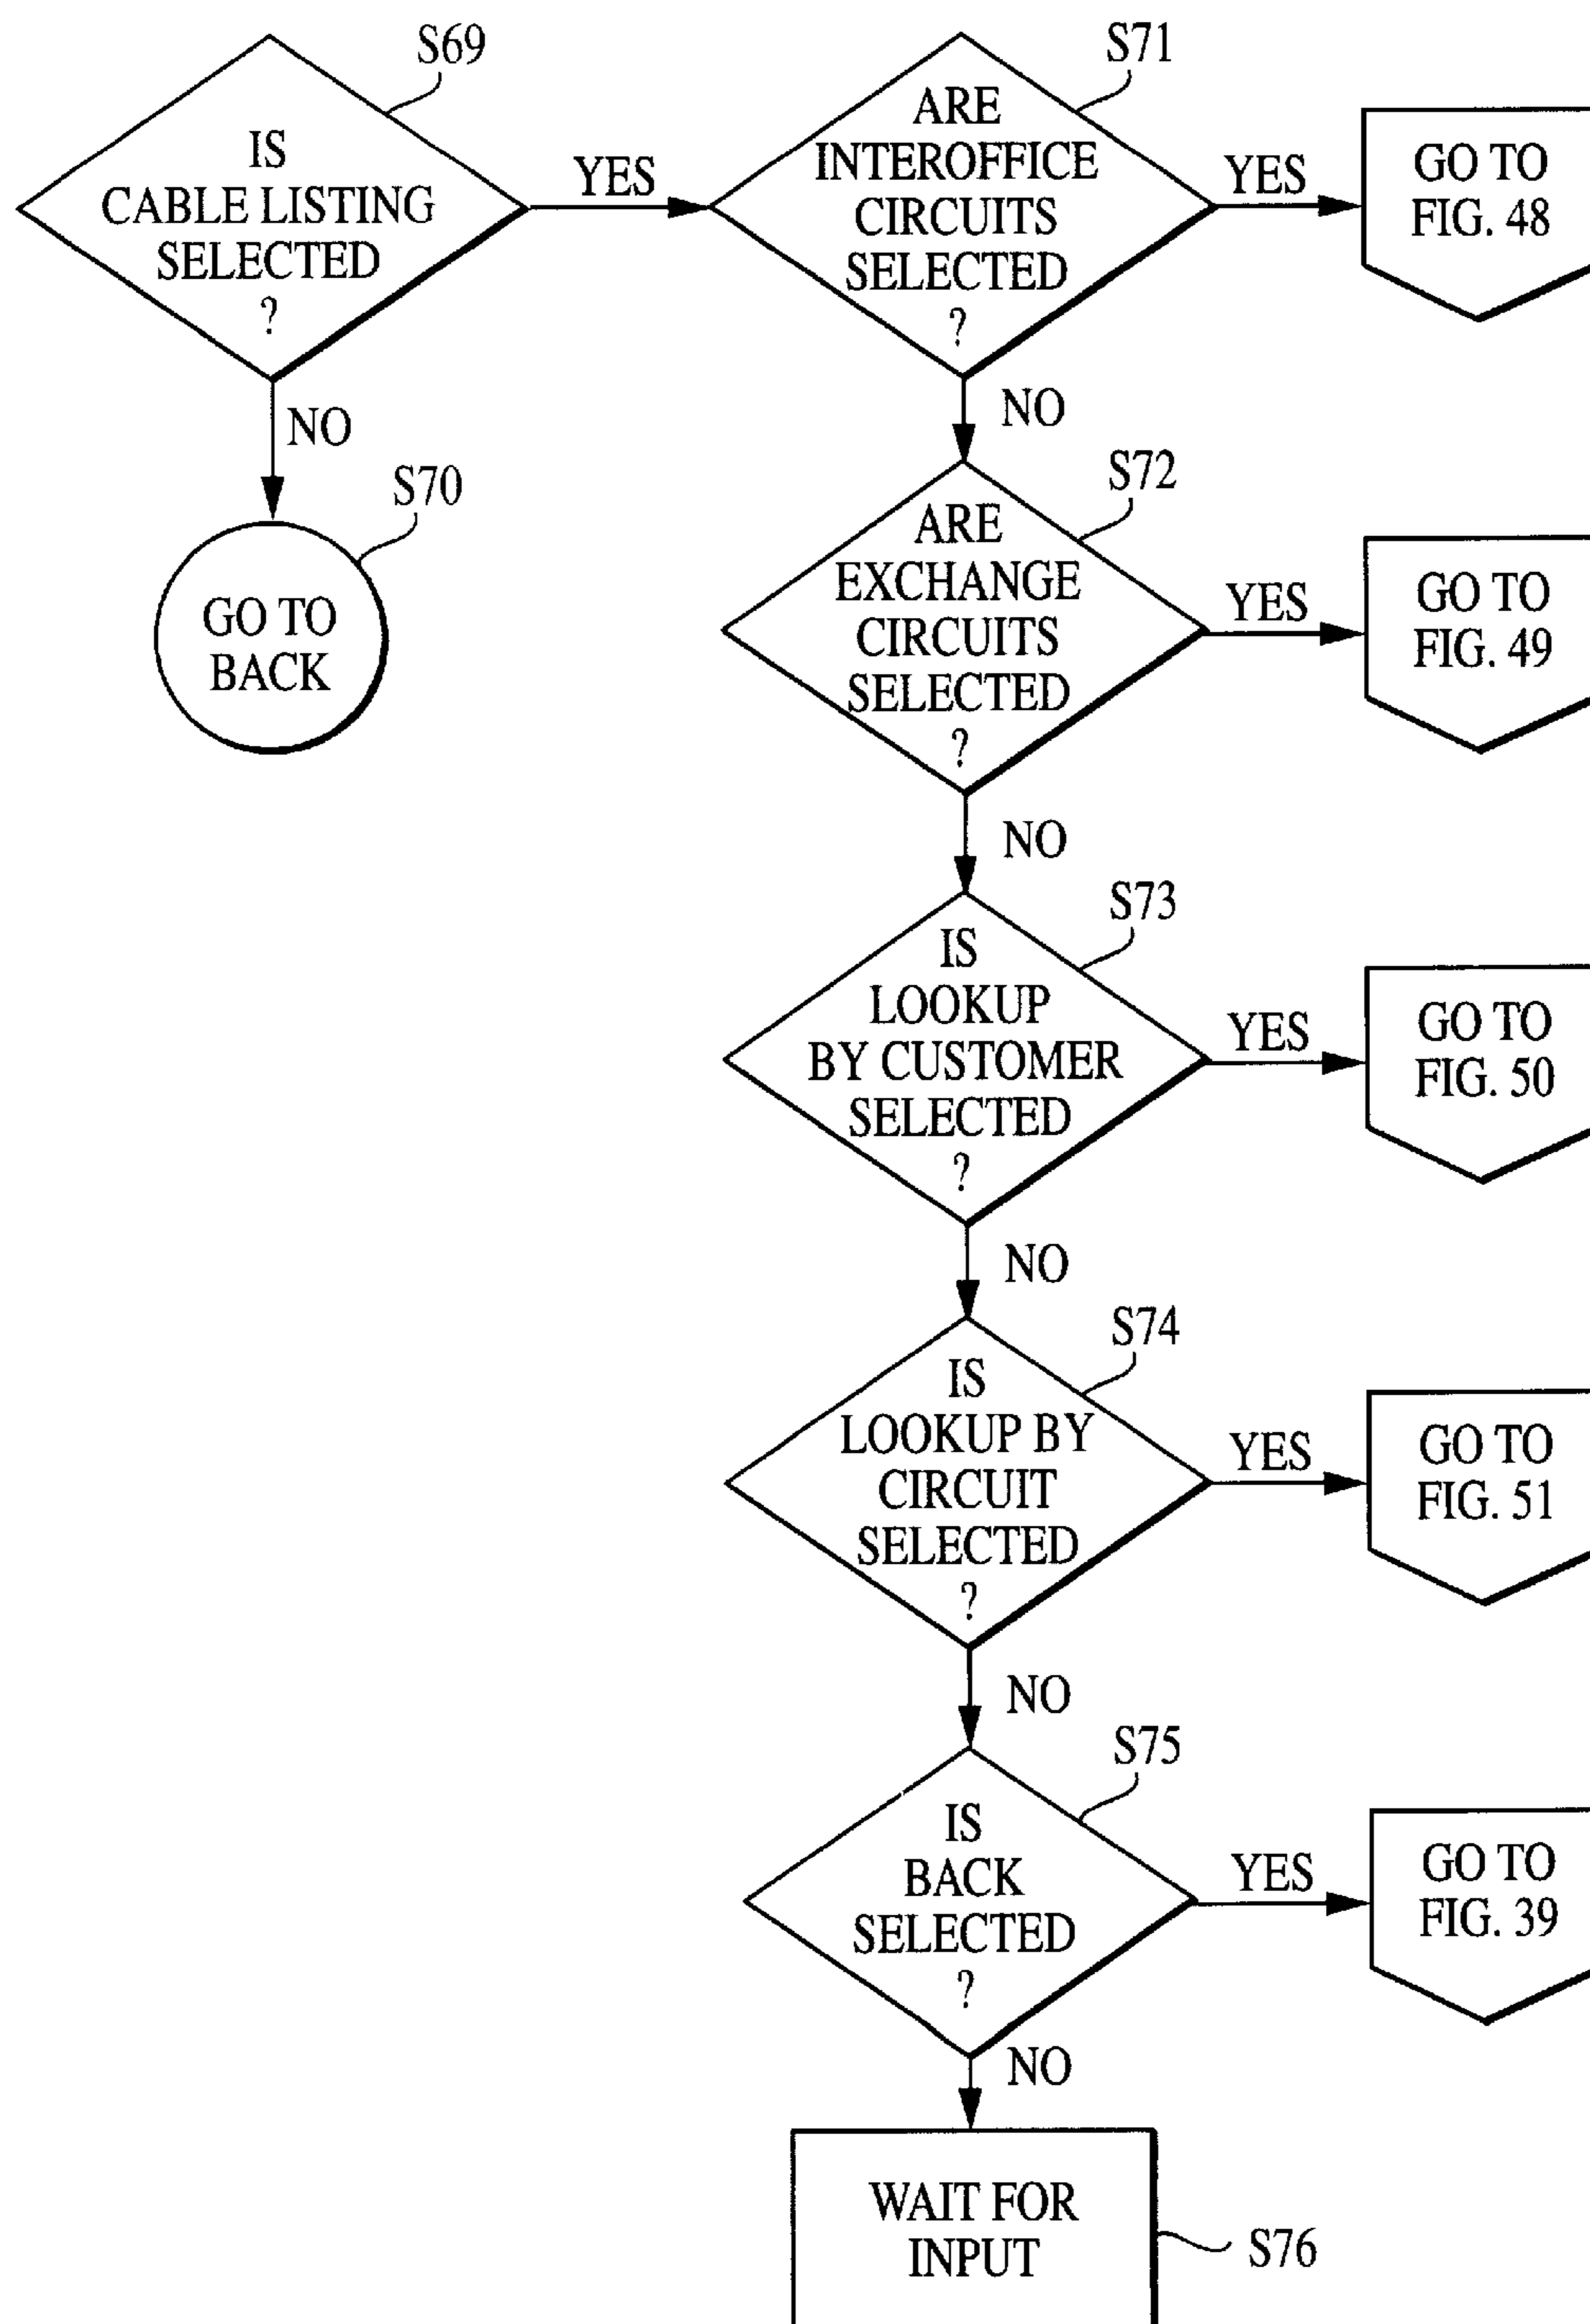 S69
IS
CABLE LISTING
SELECTED
?
YES
NO
S70
GO TO
BACK
S71
ARE
INTEROFFICE
CIRCUITS
SELECTED
?
YES
GO TO
FIG. 48
NO
S72
ARE
EXCHANGE
CIRCUITS
SELECTED
?
YES
GO TO
FIG. 49
NO
S73
IS
LOOKUP
BY CUSTOMER
SELECTED
?
YES
GO TO
FIG. 50
NO
S74
IS
LOOKUP BY
CIRCUIT
SELECTED
?
YES
GO TO
FIG. 51
NO
S75
IS
BACK
SELECTED
?
YES
GO TO
FIG. 39
NO
WAIT FOR
INPUT
S76